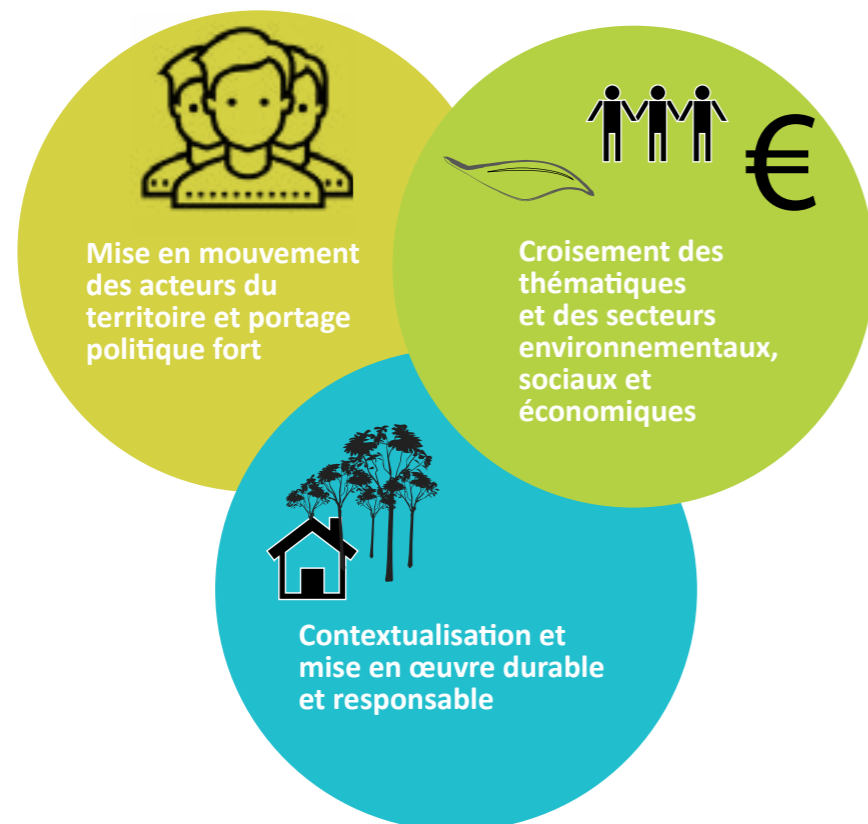 €
Mise en mouvement
des acteurs du
territoire et portage
politique fort
Croisement des
thématiques
et des secteurs
environnementaux,
sociaux et
économiques
Contextualisation et
mise en œuvre durable
et responsable